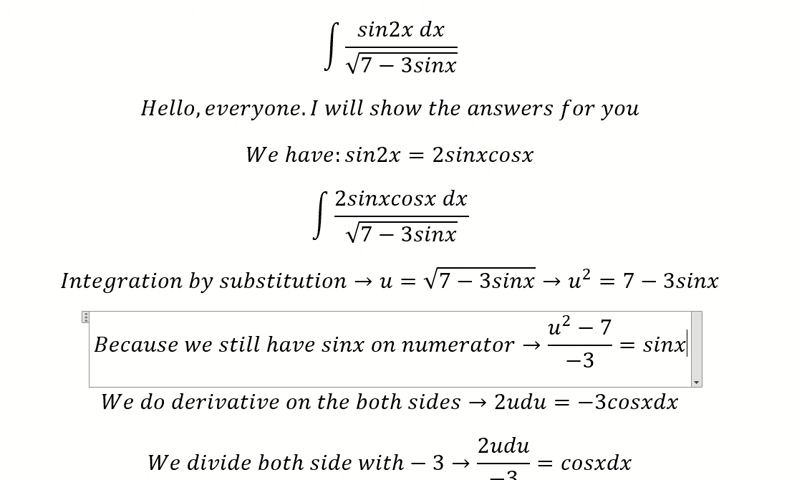 ∫ sin2x dx / √(7 − 3sinx)
Hello, everyone. I will show the answers for you
We have: sin2x = 2sinxcosx
∫ 2sinxcosx dx / √(7 − 3sinx)
Integration by substitution → u = √(7 − 3sinx) → u² = 7 − 3sinx
Because we still have sinx on numerator → (u² − 7) / −3 = sinx
We do derivative on the both sides → 2udu = −3cosxdx
We divide both side with − 3 → 2udu / −3 = cosxdx